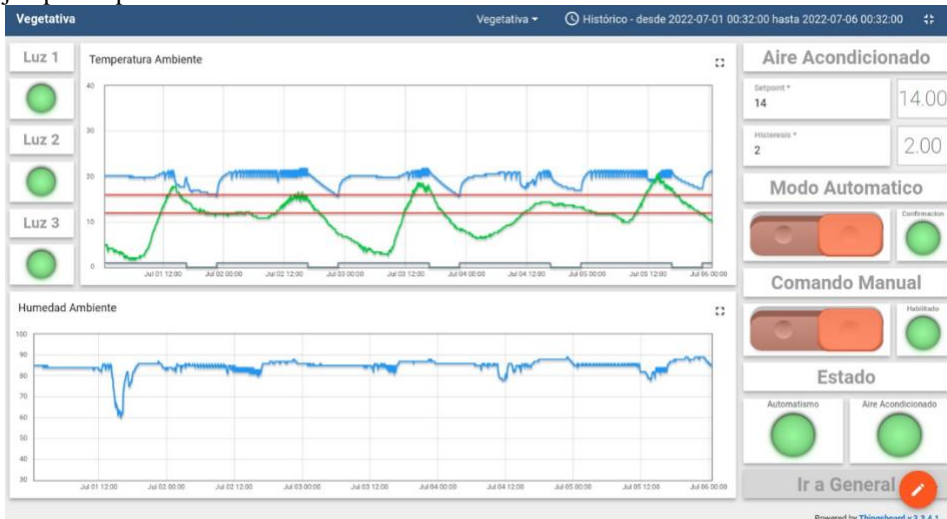 Vegetativa
Vegetativa
Histórico - desde 2022-07-01 00:32:00 hasta 2022-07-06 00:32:00
Luz 1
Luz 2
Luz 3
Temperatura Ambiente
40
30
20
10
0
Jul 01 12:00
Jul 02 00:00
Jul 02 12:00
Jul 03 00:00
Jul 03 12:00
Jul 04 00:00
Jul 04 12:00
Jul 05 00:00
Jul 05 12:00
Jul 06 00:00
Humedad Ambiente
100
90
80
70
60
50
40
30
Jul 01 12:00
Jul 02 00:00
Jul 02 12:00
Jul 03 00:00
Jul 03 12:00
Jul 04 00:00
Jul 04 12:00
Jul 05 00:00
Jul 05 12:00
Jul 06 00:00
Aire Acondicionado
Setpoint *
14
14.00
Histeresis *
2
2.00
Modo Automatico
Confirmacion
Comando Manual
Habilitado
Estado
Automatismo
Aire Acondicionado
Ir a General
Powered by Thingsboard v.3.3.4.1